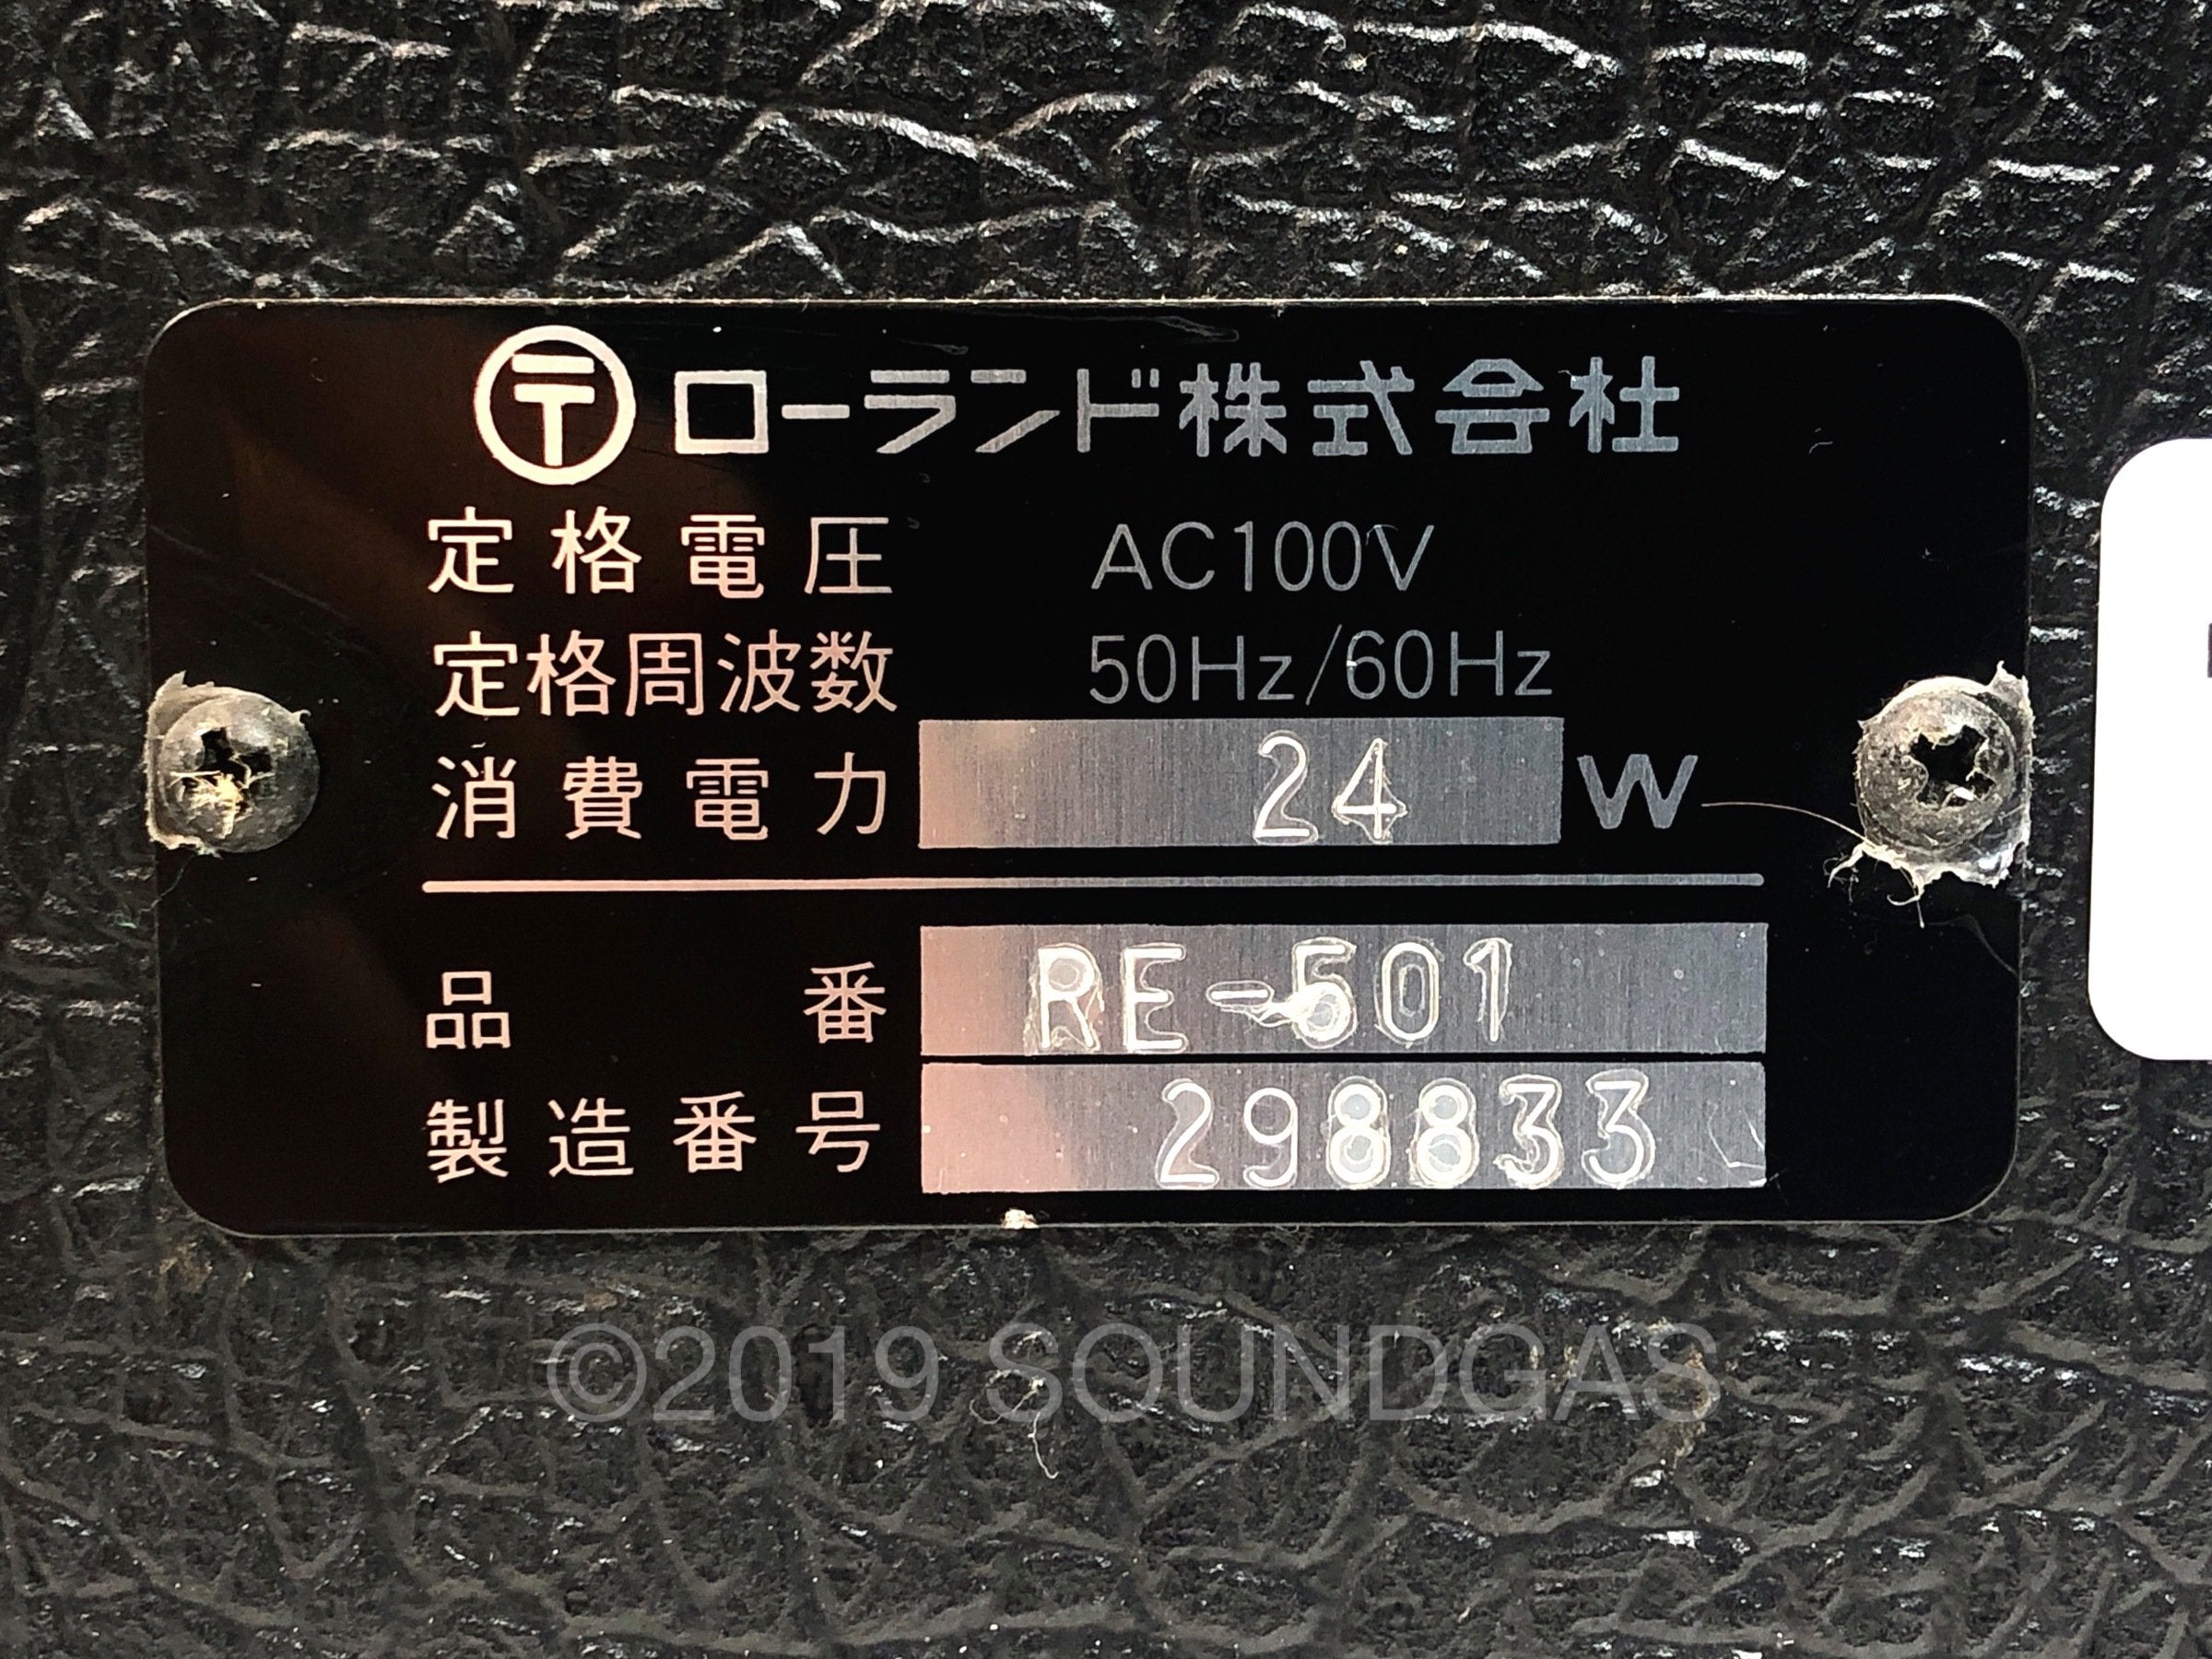 〒 ローランド株式会社
定格電圧 AC100V
定格周波数 50Hz/60Hz
消費電力 24 W
品番 RE-501
製造番号 298833
©2019 SOUNDGAS